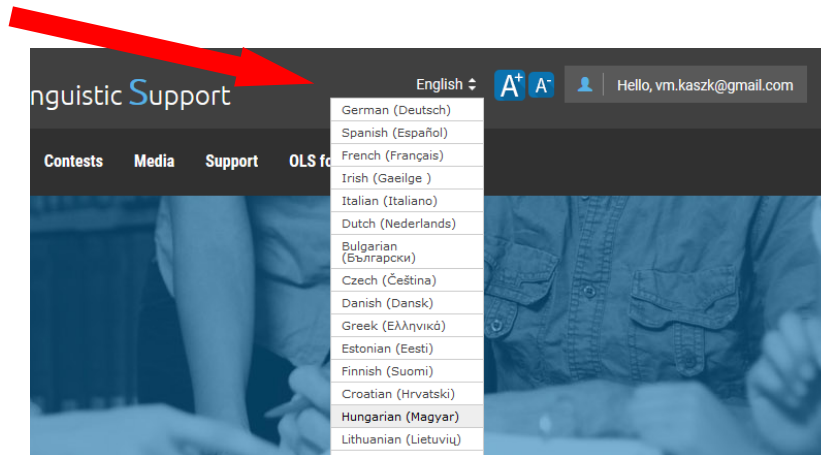 nguistic Support
English
A+ A-
Hello, vm.kaszk@gmail.com
Contests Media Support OLS fo
German (Deutsch)
Spanish (Español)
French (Français)
Irish (Gaeilge )
Italian (Italiano)
Dutch (Nederlands)
Bulgarian
(Български)
Czech (Čeština)
Danish (Dansk)
Greek (Ελληνικά)
Estonian (Eesti)
Finnish (Suomi)
Croatian (Hrvatski)
Hungarian (Magyar)
Lithuanian (Lietuvių)